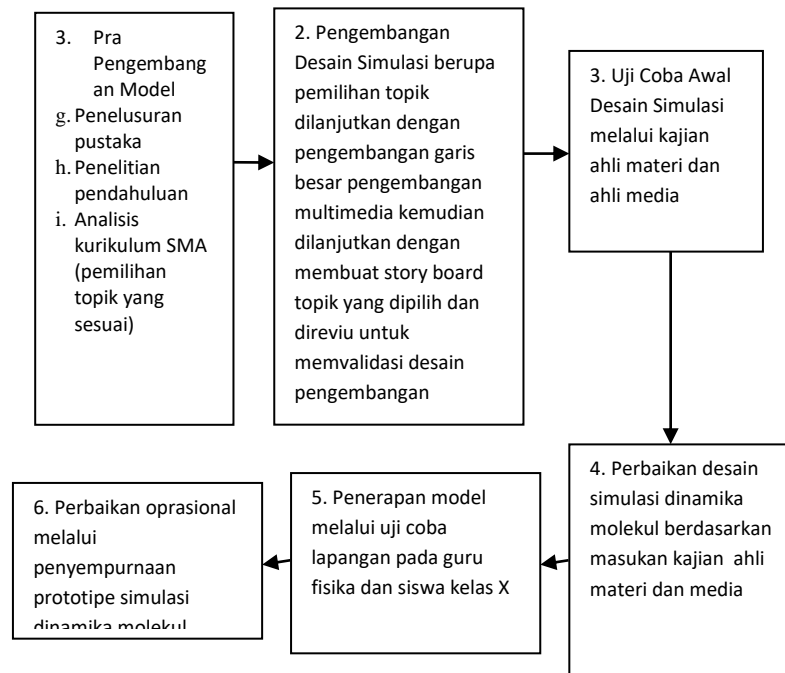 3. Pra
Pengembang
an Model
g. Penelusuran
pustaka
h. Penelitian
pendahuluan
i. Analisis
kurikulum SMA
(pemilihan
topik yang
sesuai)
2. Pengembangan
Desain Simulasi berupa
pemilihan topik
dilanjutkan dengan
pengembangan garis
besar pengembangan
multimedia kemudian
dilanjutkan dengan
membuat story board
topik yang dipilih dan
direviu untuk
memvalidasi desain
pengembangan
3. Uji Coba Awal
Desain Simulasi
melalui kajian
ahli materi dan
ahli media
4. Perbaikan desain
simulasi dinamika
molekul berdasarkan
masukan kajian ahli
materi dan media
5. Penerapan model
melalui uji coba
lapangan pada guru
fisika dan siswa kelas X
6. Perbaikan oprasional
melalui
penyempurnaan
prototipe simulasi
dinamika molekul